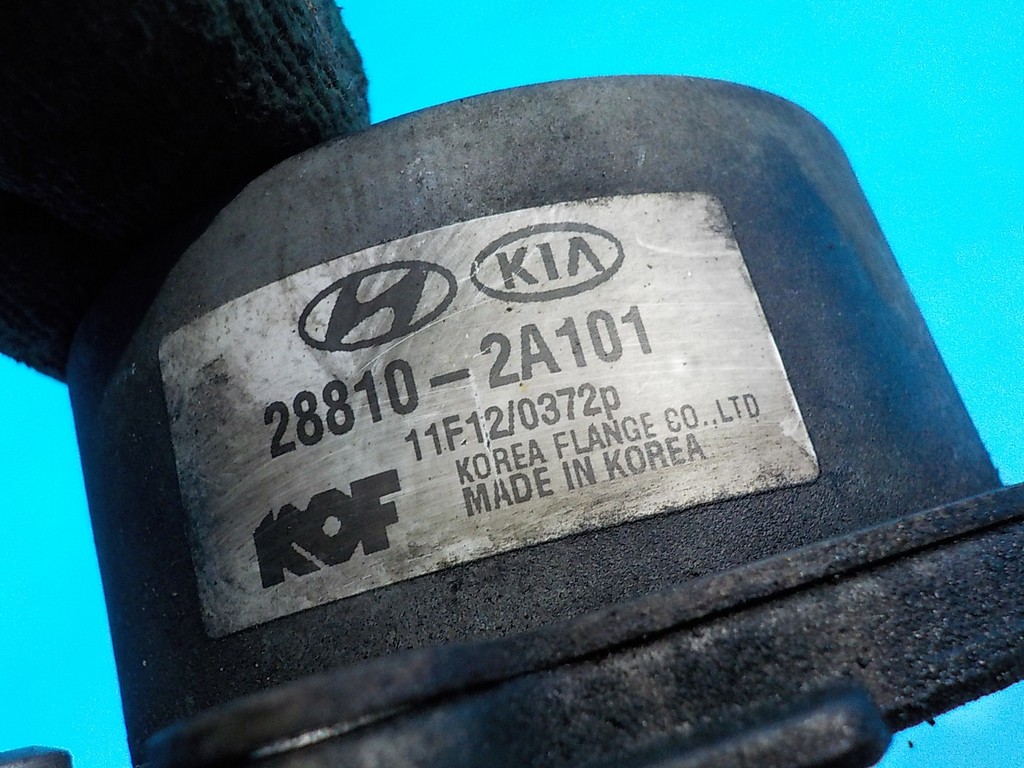 KIA
28810-2A101
11F12/0372p
KOREA FLANGE CO.,LTD
MADE IN KOREA
KOF